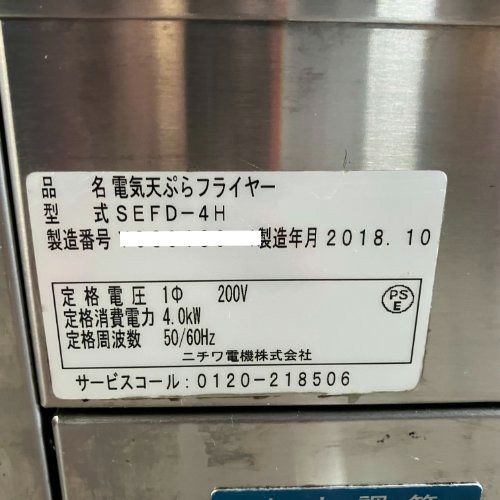 品　　名 電気天ぷらフライヤー
型　　式 SEFD-4H
製造番号 製造年月 2018. 10
定格電圧 1Φ 200V
定格消費電力 4.0kW
定格周波数 50/60Hz
PS
E
ニチワ電機株式会社
サービスコール：0120-218506